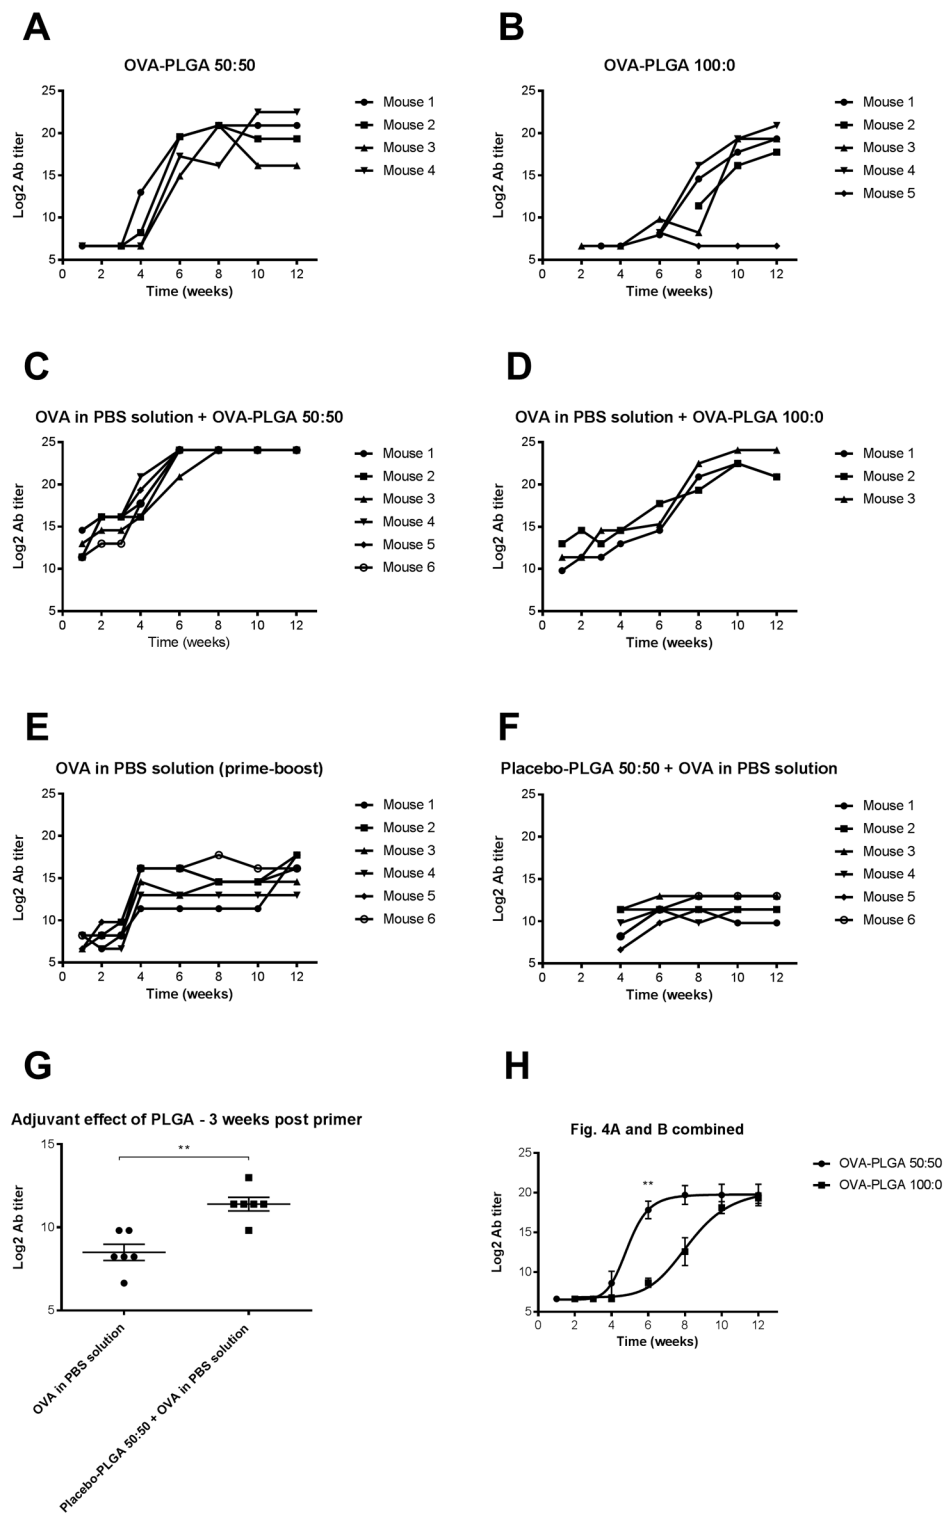 A
OVA-PLGA 50:50
Log2 Ab titer
25
20
15
10
5
0 2 4 6 8 10 12
Time (weeks)
Mouse 1
Mouse 2
Mouse 3
Mouse 4
B
OVA-PLGA 100:0
Log2 Ab titer
25
20
15
10
5
0 2 4 6 8 10 12
Time (weeks)
Mouse 1
Mouse 2
Mouse 3
Mouse 4
Mouse 5
C
OVA in PBS solution + OVA-PLGA 50:50
Log2 Ab titer
25
20
15
10
5
0 2 4 6 8 10 12
Time (weeks)
Mouse 1
Mouse 2
Mouse 3
Mouse 4
Mouse 5
Mouse 6
D
OVA in PBS solution + OVA-PLGA 100:0
Log2 Ab titer
25
20
15
10
5
0 2 4 6 8 10 12
Time (weeks)
Mouse 1
Mouse 2
Mouse 3
E
OVA in PBS solution (prime-boost)
Log2 Ab titer
25
20
15
10
5
0 2 4 6 8 10 12
Time (weeks)
Mouse 1
Mouse 2
Mouse 3
Mouse 4
Mouse 5
Mouse 6
F
Placebo-PLGA 50:50 + OVA in PBS solution
Log2 Ab titer
25
20
15
10
5
0 2 4 6 8 10 12
Time (weeks)
Mouse 1
Mouse 2
Mouse 3
Mouse 4
Mouse 5
Mouse 6
G
Adjuvant effect of PLGA - 3 weeks post primer
Log2 Ab titer
15
10
5
**
OVA in PBS solution
Placebo-PLGA 50:50 + OVA in PBS solution
H
Fig. 4A and B combined
Log2 Ab titer
25
20
15
10
5
**
0 2 4 6 8 10 12
Time (weeks)
OVA-PLGA 50:50
OVA-PLGA 100:0